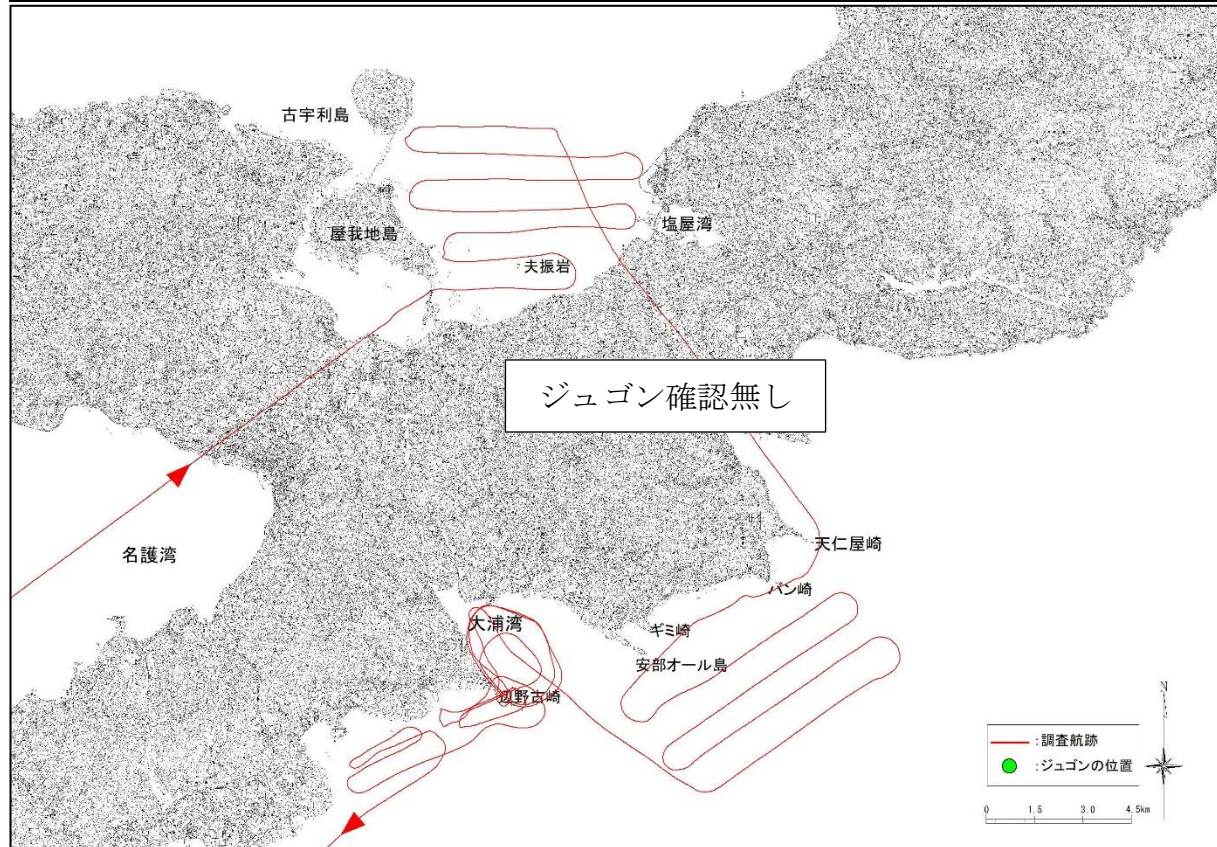 古宇利島
屋我地島
塩屋湾
夫振岩
ジュゴン確認無し
名護湾
天仁屋崎
バン崎
ギミ崎
大浦湾
安部オール島
辺野古崎
N
:調査航跡
:ジュゴンの位置
0 1.5 3.0 4.5km